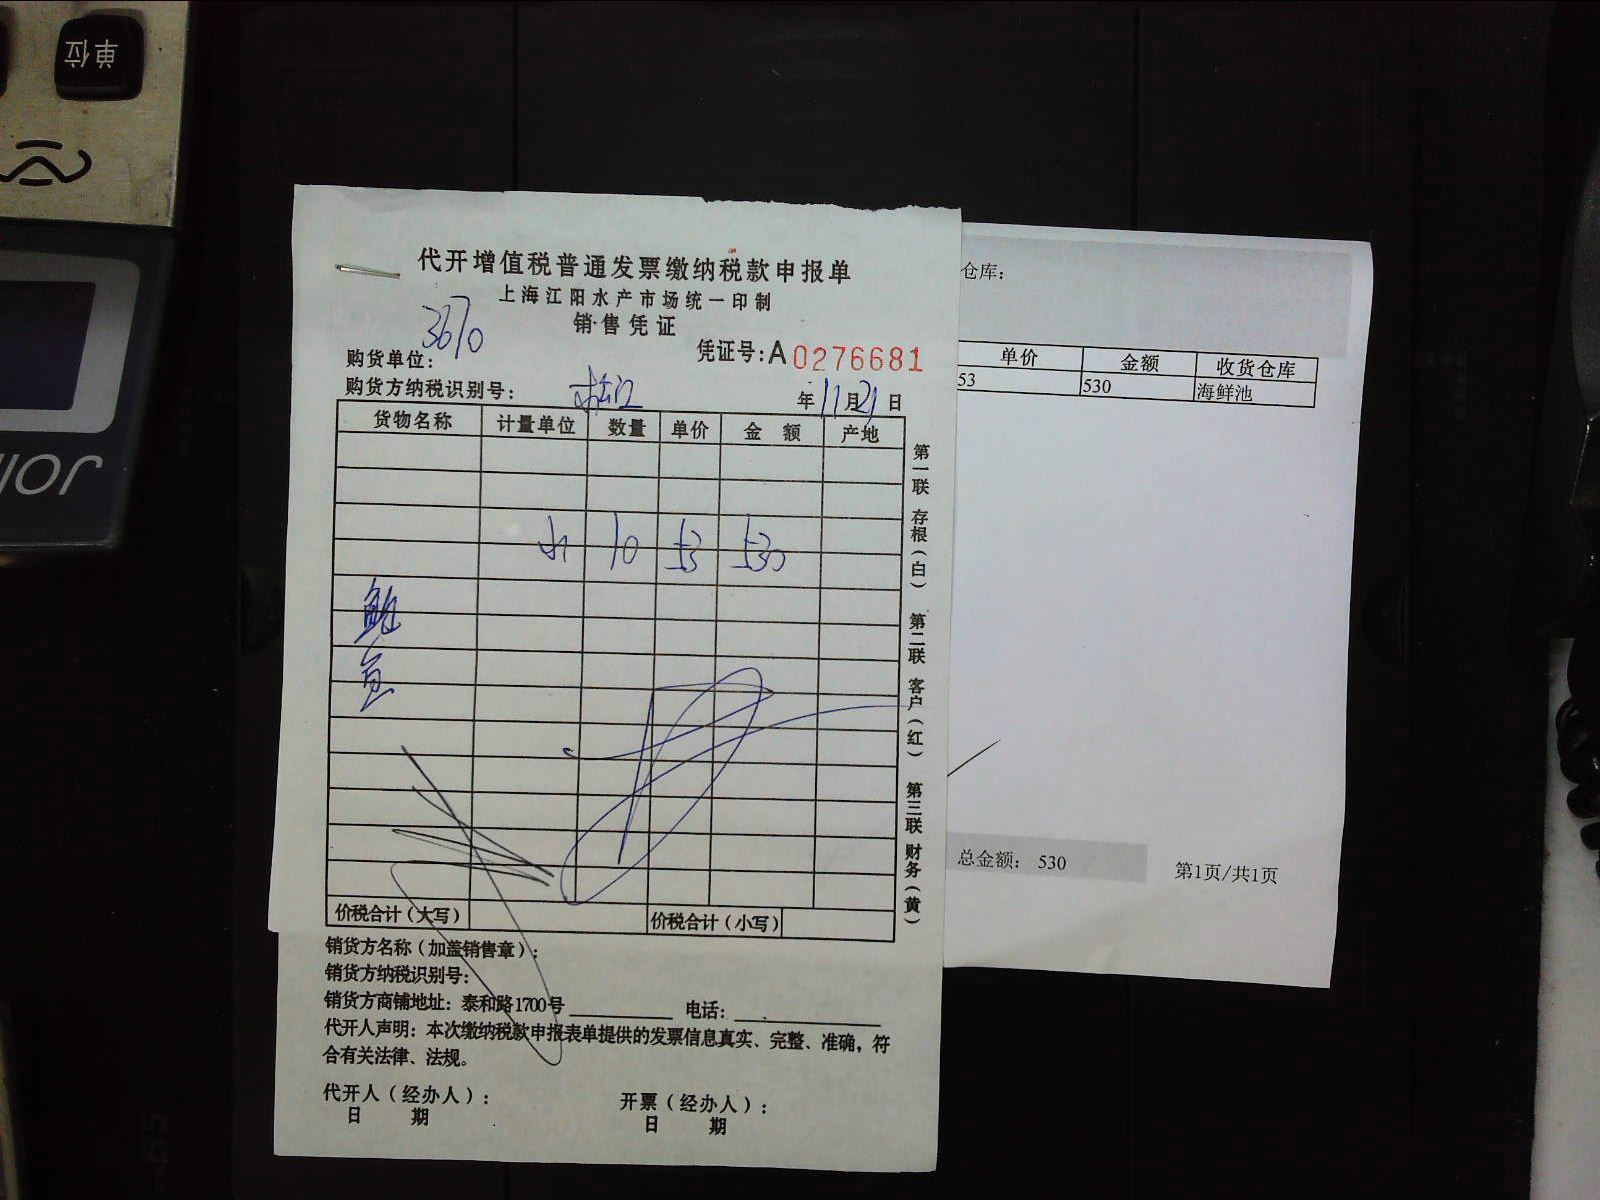 单位
代开增值税普通发票缴纳税款申报单
上海江阳水产市场统一印制
销售凭证
3670
购货单位：
凭证号：A 0276681
购货方纳税识别号：
年 11 月 21 日
货物名称 计量单位 数量 单价 金 额 产地
10 53 530
鲍
鱼
价税合计（大写） 价税合计（小写）
销货方名称（加盖销售章）：
销货方纳税识别号：
销货方商铺地址：泰和路1700号 电话：
代开人声明：本次缴纳税款申报表单提供的发票信息真实、完整、准确，符
合有关法律、法规。
代开人（经办人）： 开票（经办人）：
日 期 日 期
第一联 存根（白） 第二联 客户（红） 第三联 财务（黄）
仓库：
单价 金额 收货仓库
53 530 海鲜池
总金额： 530 第1页/共1页